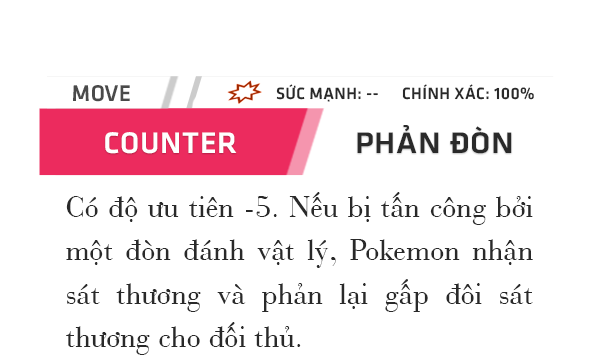 MOVE SỨC MẠNH: -- CHÍNH XÁC: 100%
COUNTER PHẢN ĐÒN
Có độ ưu tiên -5. Nếu bị tấn công bởi
một đòn đánh vật lý, Pokemon nhận
sát thương và phản lại gấp đôi sát
thương cho đối thủ.